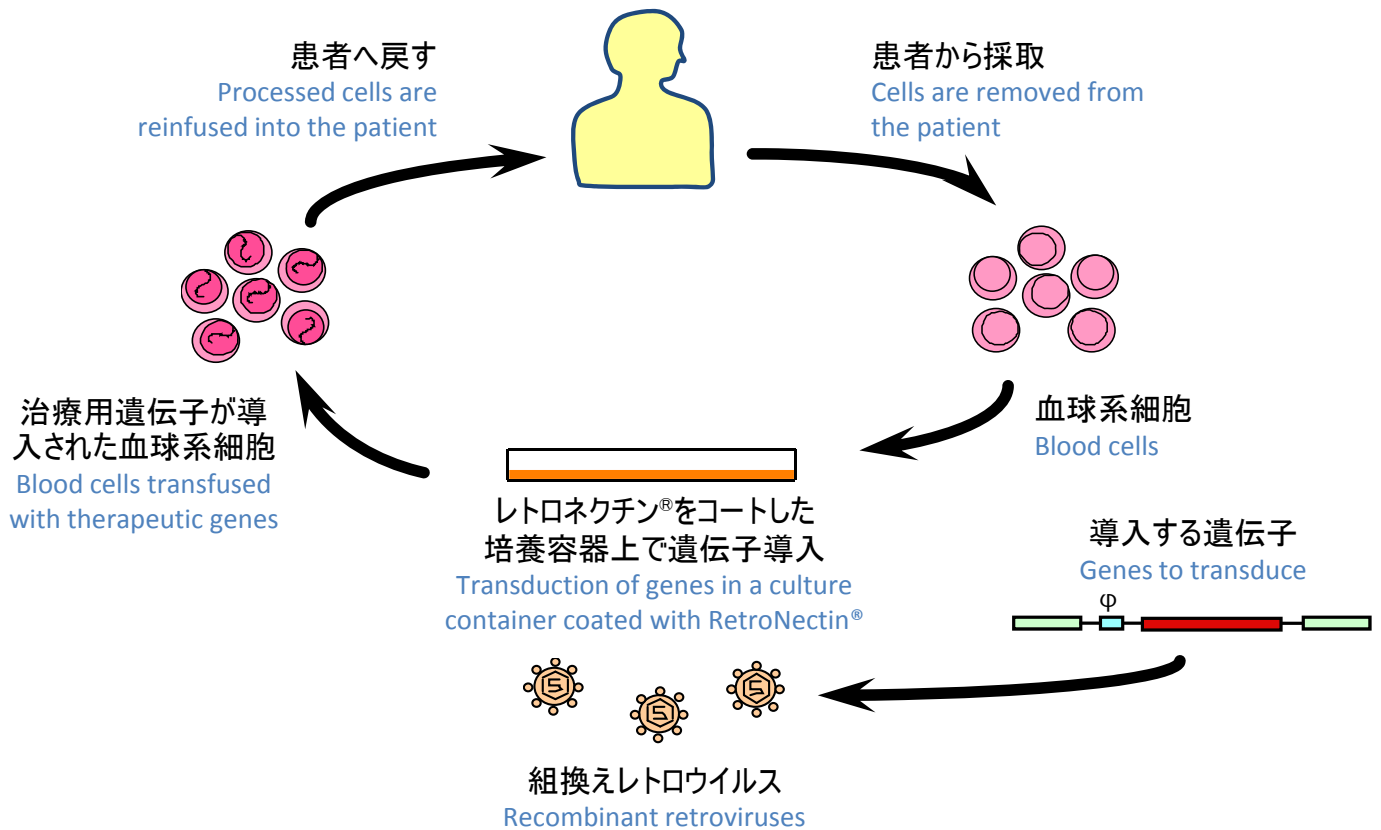 患者へ戻す
Processed cells are
reinfused into the patient
患者から採取
Cells are removed from
the patient
血球系細胞
Blood cells
治療用遺伝子が導
入された血球系細胞
Blood cells transfused
with therapeutic genes
レトロネクチン®をコートした
培養容器上で遺伝子導入
Transduction of genes in a culture
container coated with RetroNectin®
導入する遺伝子
Genes to transduce
φ
組換えレトロウイルス
Recombinant retroviruses